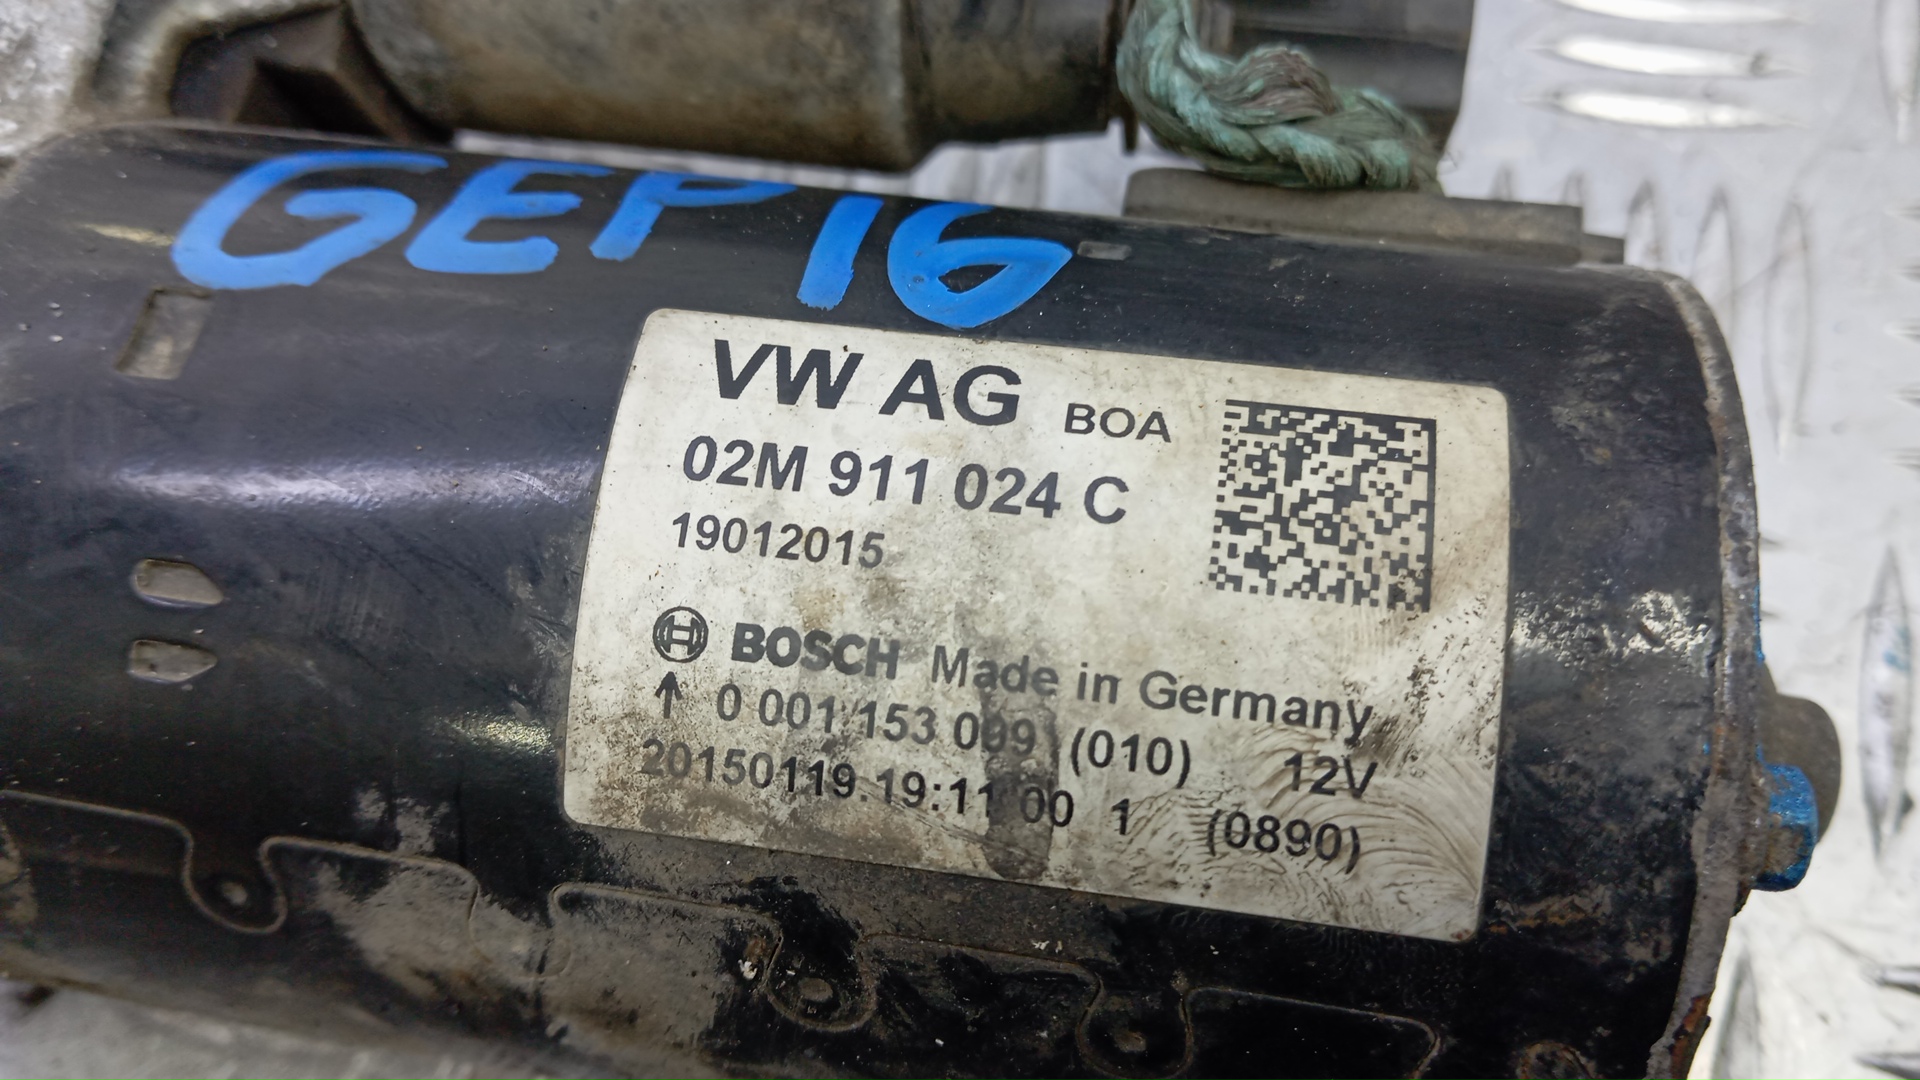 GEP16
VW AG BOA
02M 911 024 C
19012015
BOSCH Made in Germany
↑ 0 001 153 009 (010) 12V
20150119.19:11 00 1 (0890)